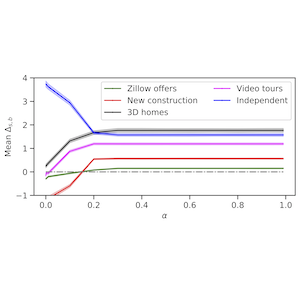 4
3
2
1
0
−1
Mean Δs,b
Zillow offers
New construction
3D homes
Video tours
Independent
0.0 0.2 0.4 0.6 0.8 1.0
α